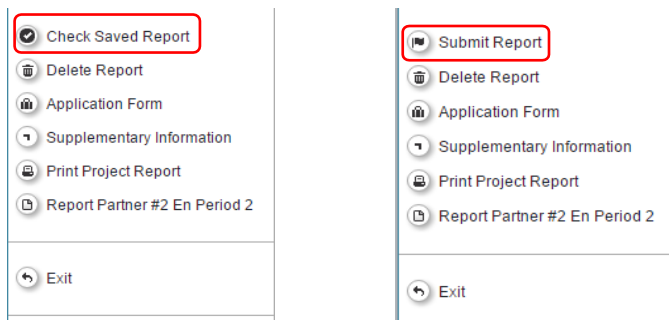 Check Saved Report
Delete Report
Application Form
Supplementary Information
Print Project Report
Report Partner #2 En Period 2
Exit
Submit Report
Delete Report
Application Form
Supplementary Information
Print Project Report
Report Partner #2 En Period 2
Exit